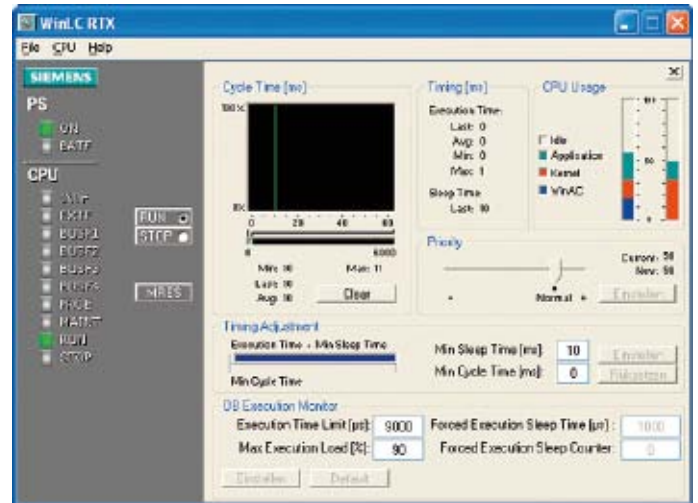 WinLC RTX
File CPU Help
SIEMENS
PS
ON
BATF
CPU
INTF
EXTF
BUSF1
BUSF2
BUSF3
BUSF4
FRCE
MAINT
RUN
STOP
RUN
STOP
MRES
Cycle Time [ms]
100%
0%
0 20 40 60
0 6000
Min: 10 Max: 11
Last: 10
Avg: 10
Clear
Timing [ms]
Execution Time:
Last: 0
Avg: 0
Min: 0
Max: 1
Sleep Time
Last: 10
CPU Usage
Idle
Application
Kernel
WinAC
100
50
0
Priority
Current: 50
New: 50
- Normal +
Einstellen
Timing Adjustment
Execution Time + Min Sleep Time
Min Cycle Time
Min Sleep Time [ms]: 10
Min Cycle Time [ms]: 0
Einstellen
Rücksetzen
OB Execution Monitor
Execution Time Limit [µs]: 9000
Max Execution Load [%]: 90
Forced Execution Sleep Time [µs] : 1000
Forced Execution Sleep Counter: 0
Einstellen
Default